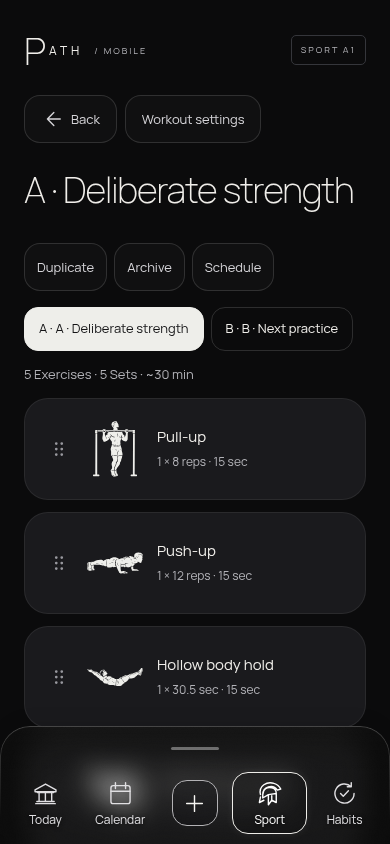 PATH / MOBILE
SPORT A1
Back
Workout settings
A · Deliberate strength
Duplicate
Archive
Schedule
A · A · Deliberate strength
B · B · Next practice
5 Exercises · 5 Sets · ~30 min
Pull-up
1 × 8 reps · 15 sec
Push-up
1 × 12 reps · 15 sec
Hollow body hold
1 × 30.5 sec · 15 sec
Today
Calendar
Sport
Habits